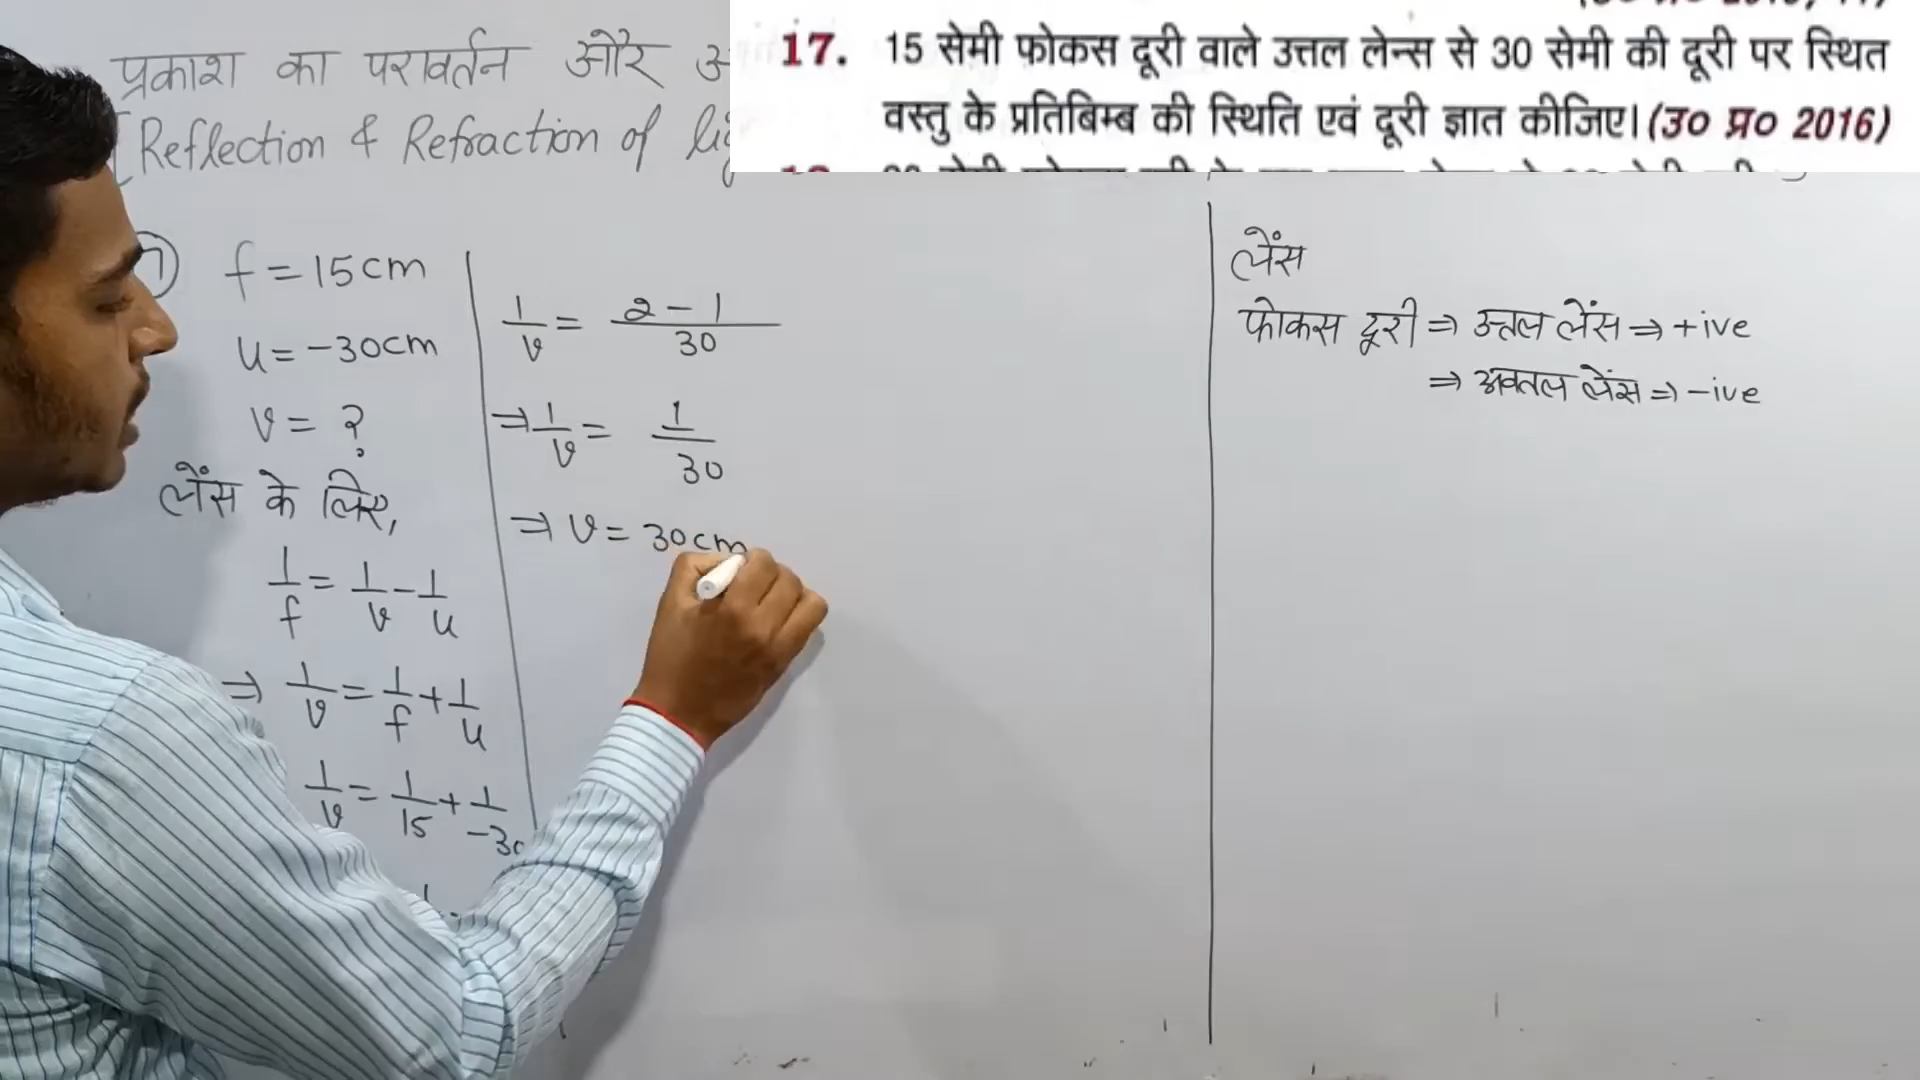 17. 15 सेमी फोकस दूरी वाले उत्तल लेन्स से 30 सेमी की दूरी पर स्थित
वस्तु के प्रतिबिम्ब की स्थिति एवं दूरी ज्ञात कीजिए। (उ० प्र० 2016)
प्रकाश का परावर्तन और
[Reflection & Refraction of
f = 15cm
u = -30cm
v = ?
लेंस के लिए,
1/f = 1/v - 1/u
⇒ 1/v = 1/f + 1/u
1/v = 1/15 + 1/-30
1/v = 2 - 1/30
⇒ 1/v = 1/30
⇒ v = 30cm
लेंस
फोकस दूरी ⇒ उत्तल लेंस ⇒ +ive
⇒ अवतल लेंस ⇒ -ive